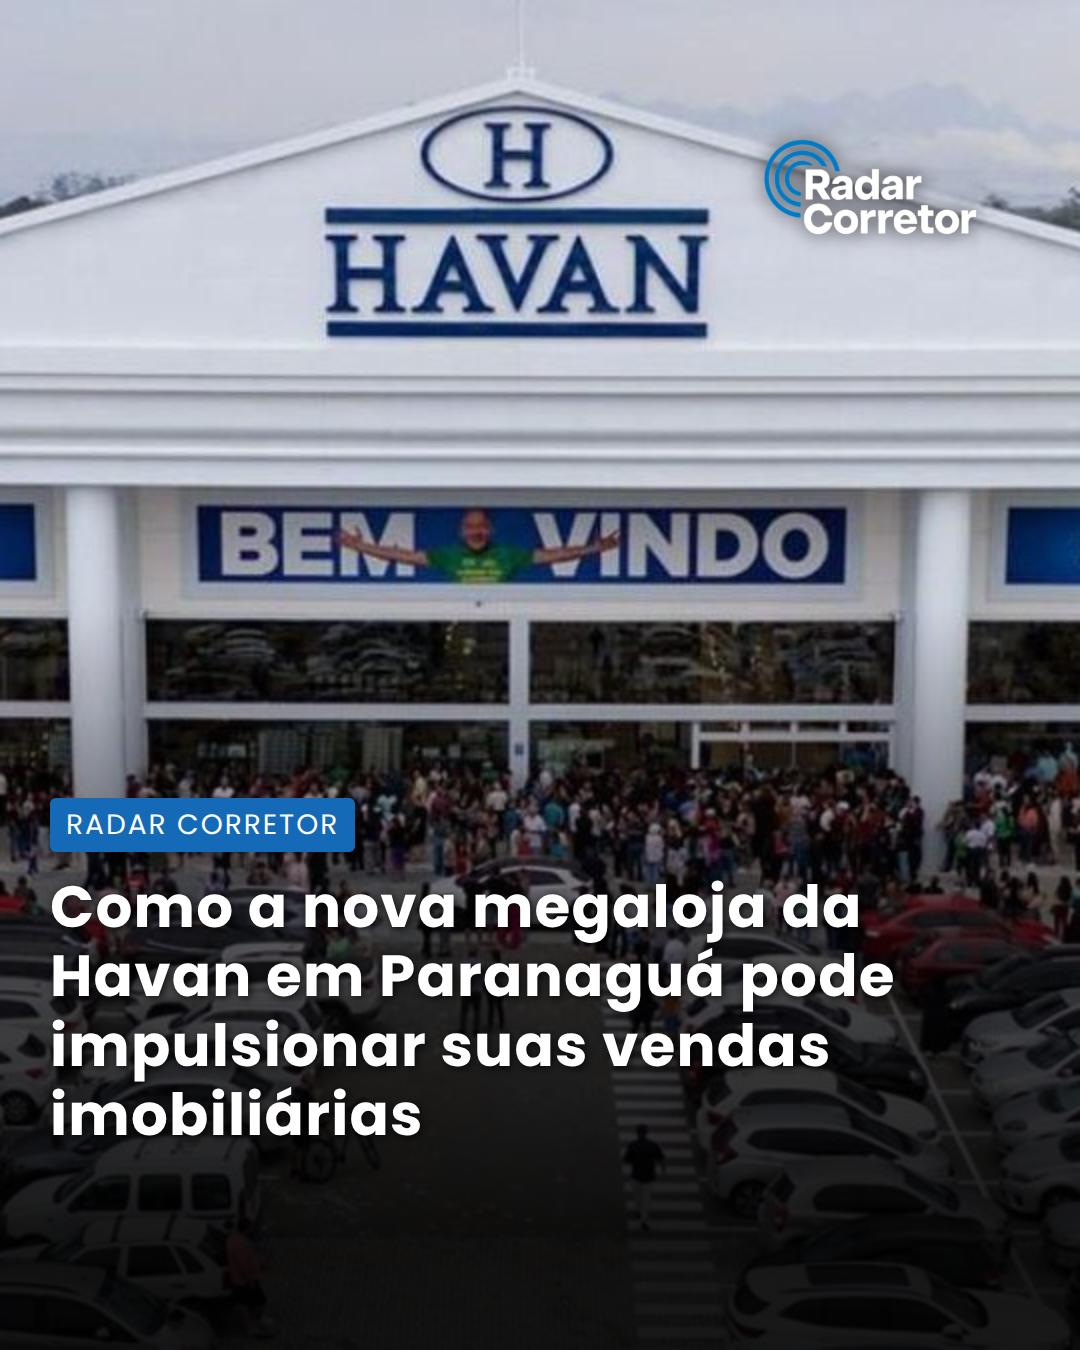 H
HAVAN
Radar
Corretor
BEM VINDO
RADAR CORRETOR
Como a nova megaloja da
Havan em Paranaguá pode
impulsionar suas vendas
imobiliárias